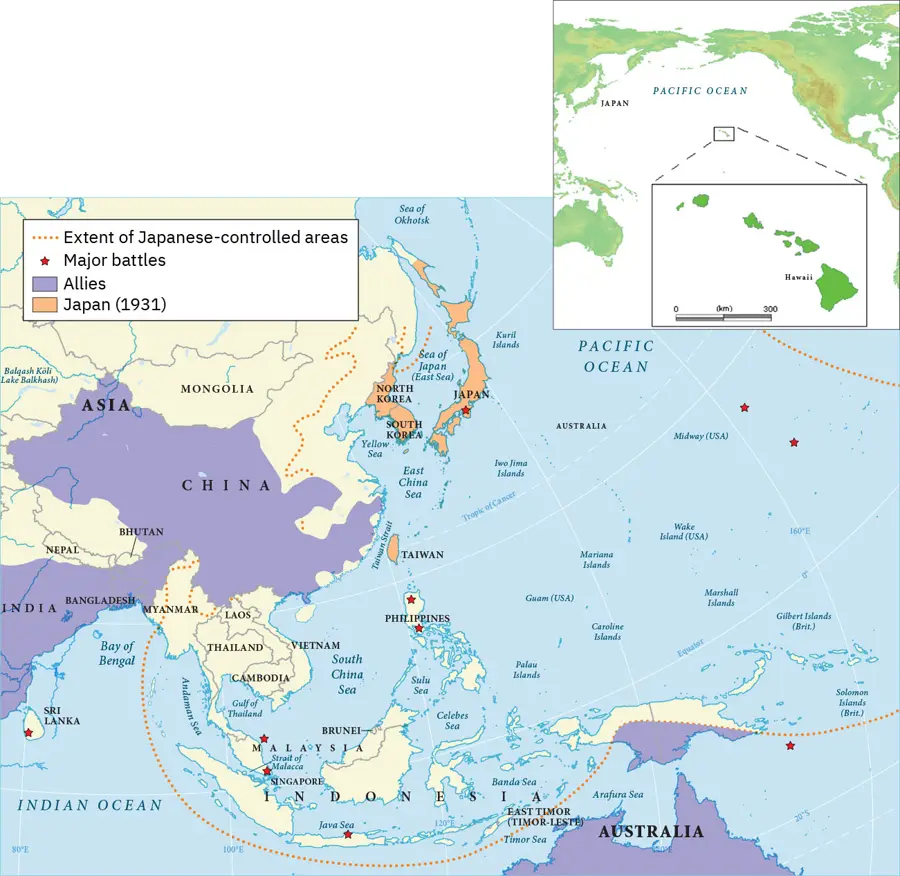 PACIFIC OCEAN
JAPAN
Hawaii
0 (km) 300
Extent of Japanese-controlled areas
Major battles
Allies
Japan (1931)
Sea of
Okhotsk
Kuril
Islands
PACIFIC
OCEAN
Balqash Köli
Lake Balkhash)
MONGOLIA
ASIA
Sea of
Japan
(East Sea)
NORTH
KOREA
JAPAN
SOUTH
KOREA
Yellow
Sea
AUSTRALIA
Midway (USA)
CHINA
East
China
Sea
Iwo Jima
Islands
Tropic of Cancer
BHUTAN
NEPAL
Taiwan Strait
TAIWAN
Wake
Island (USA)
160°E
0°
Mariana
Islands
INDIA
BANGLADESH
MYANMAR
LAOS
PHILIPPINES
Guam (USA)
Marshall
Islands
Gilbert Islands
(Brit.)
Caroline
Islands
Equator
Bay of
Bengal
THAILAND
VIETNAM
CAMBODIA
South
China
Sea
Sulu
Sea
Palau
Islands
Andaman Sea
Gulf of
Thailand
Solomon
Islands
(Brit.)
SRI
LANKA
BRUNEI
Celebes
Sea
MALAYSIA
Strait of
Malacca
SINGAPORE
INDIAN OCEAN
INDONESIA
Banda Sea
Arafura Sea
EAST TIMOR
(TIMOR-LESTE)
Java Sea
120°E
Timor Sea
AUSTRALIA
20°S
80°E
100°E